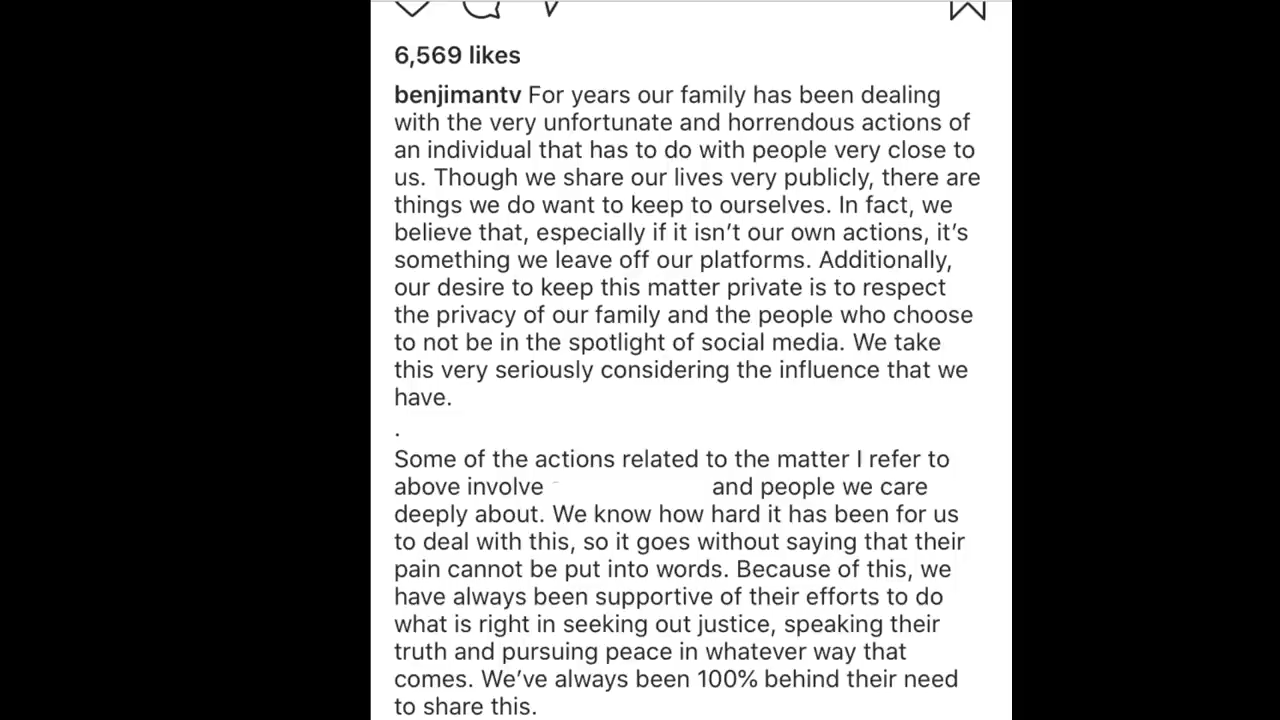 6,569 likes
benjimantv For years our family has been dealing
with the very unfortunate and horrendous actions of
an individual that has to do with people very close to
us. Though we share our lives very publicly, there are
things we do want to keep to ourselves. In fact, we
believe that, especially if it isn’t our own actions, it’s
something we leave off our platforms. Additionally,
our desire to keep this matter private is to respect
the privacy of our family and the people who choose
to not be in the spotlight of social media. We take
this very seriously considering the influence that we
have.
.
Some of the actions related to the matter I refer to
above involve and people we care
deeply about. We know how hard it has been for us
to deal with this, so it goes without saying that their
pain cannot be put into words. Because of this, we
have always been supportive of their efforts to do
what is right in seeking out justice, speaking their
truth and pursuing peace in whatever way that
comes. We’ve always been 100% behind their need
to share this.